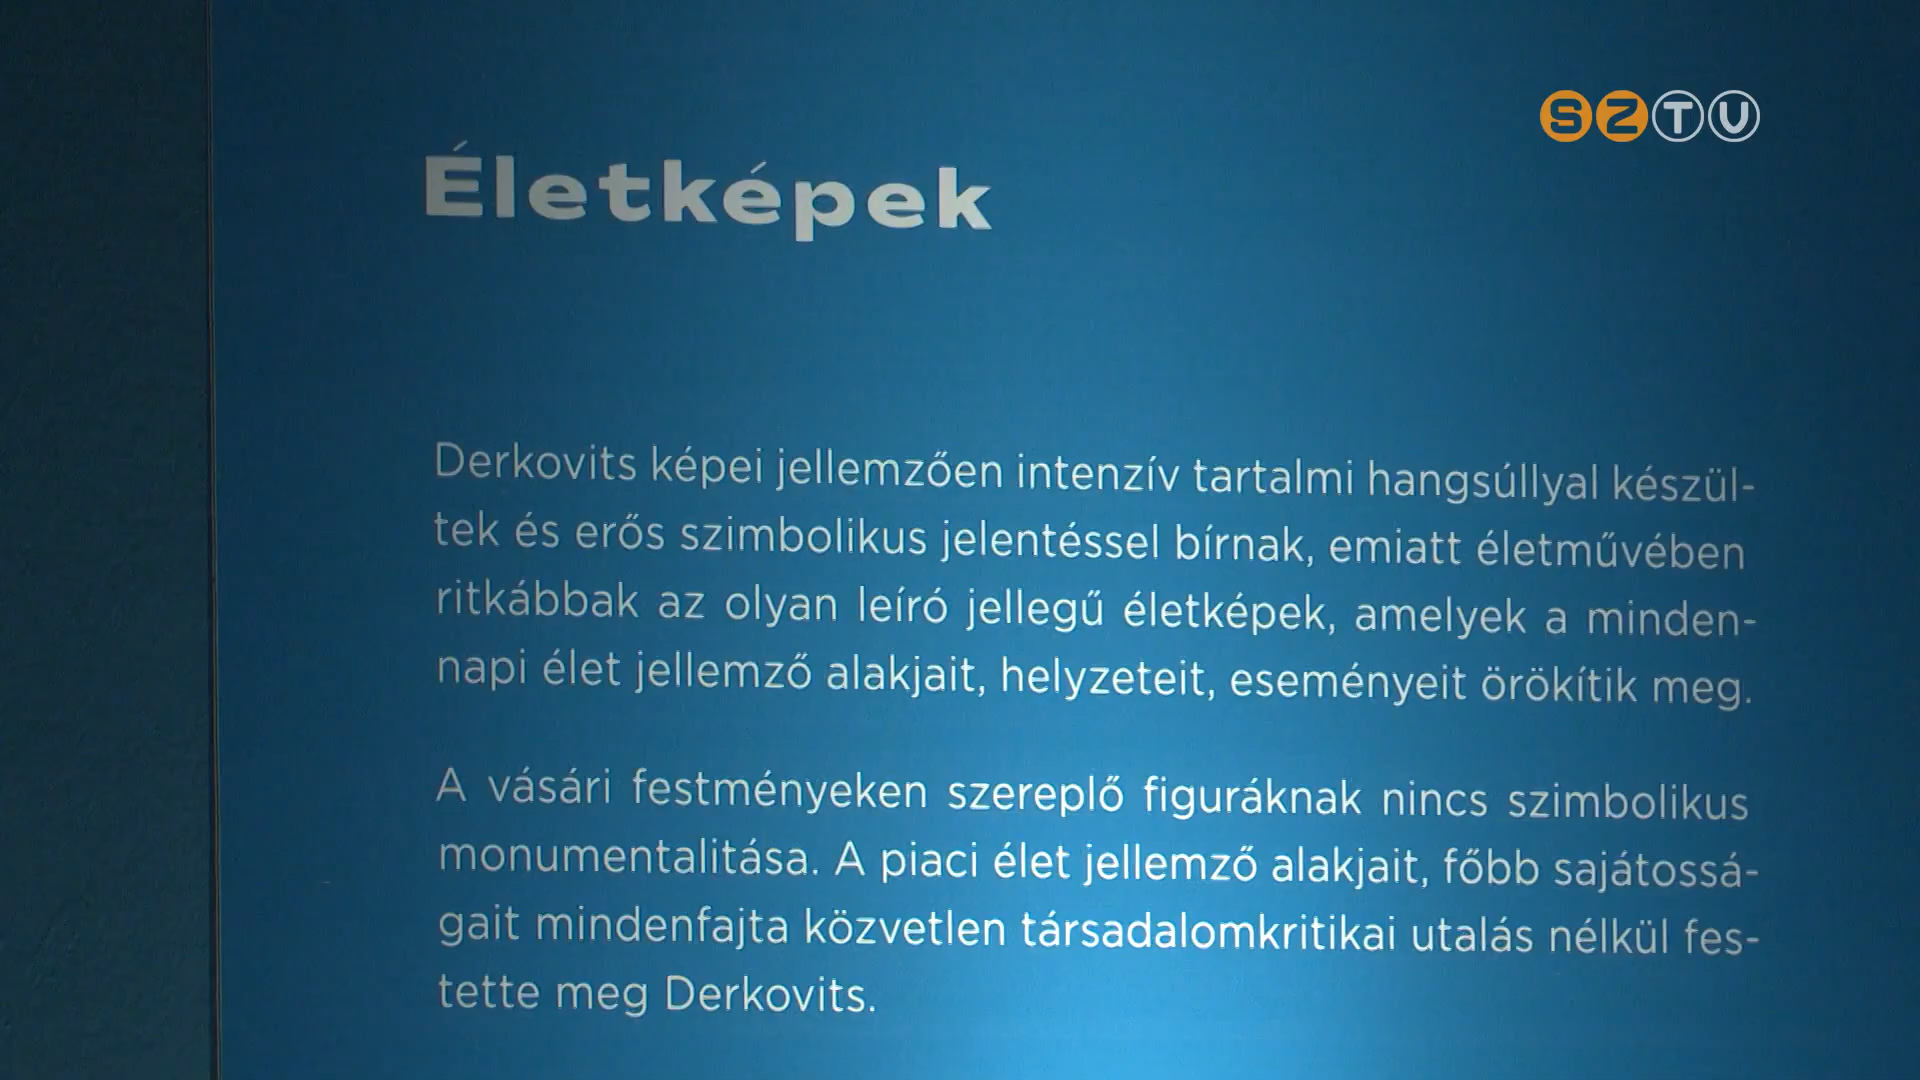 SZTV
Életképek
Derkovits képei jellemzően intenzív tartalmi hangsúllyal készül-
tek és erős szimbolikus jelentéssel bírnak, emiatt életművében
ritkábbak az olyan leíró jellegű életképek, amelyek a minden-
napi élet jellemző alakjait, helyzeteit, eseményeit örökítik meg.
A vásári festményeken szereplő figuráknak nincs szimbolikus
monumentalitása. A piaci élet jellemző alakjait, főbb sajátossá-
gait mindenfajta közvetlen társadalomkritikai utalás nélkül fes-
tette meg Derkovits.